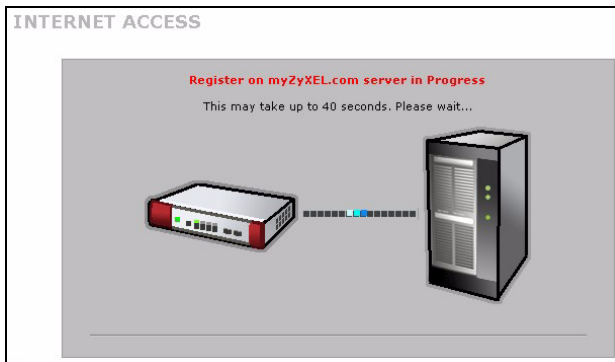 INTERNET ACCESS
Register on myZyXEL.com server in Progress
This may take up to 40 seconds. Please wait...